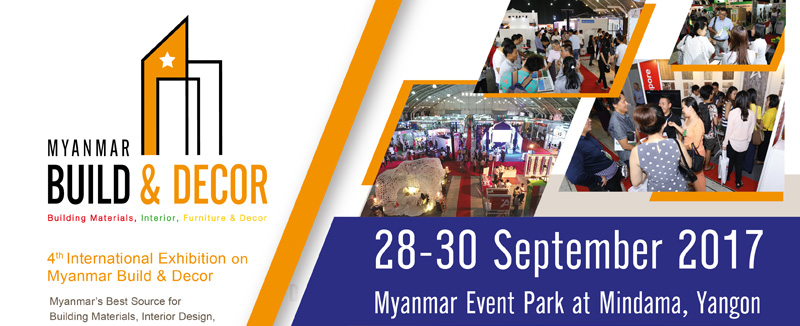 MYANMAR
BUILD & DECOR
Building Materials, Interior, Furniture & Decor
4th International Exhibition on
Myanmar Build & Decor
Myanmar's Best Source for
Building Materials, Interior Design,
28-30 September 2017
Myanmar Event Park at Mindama, Yangon